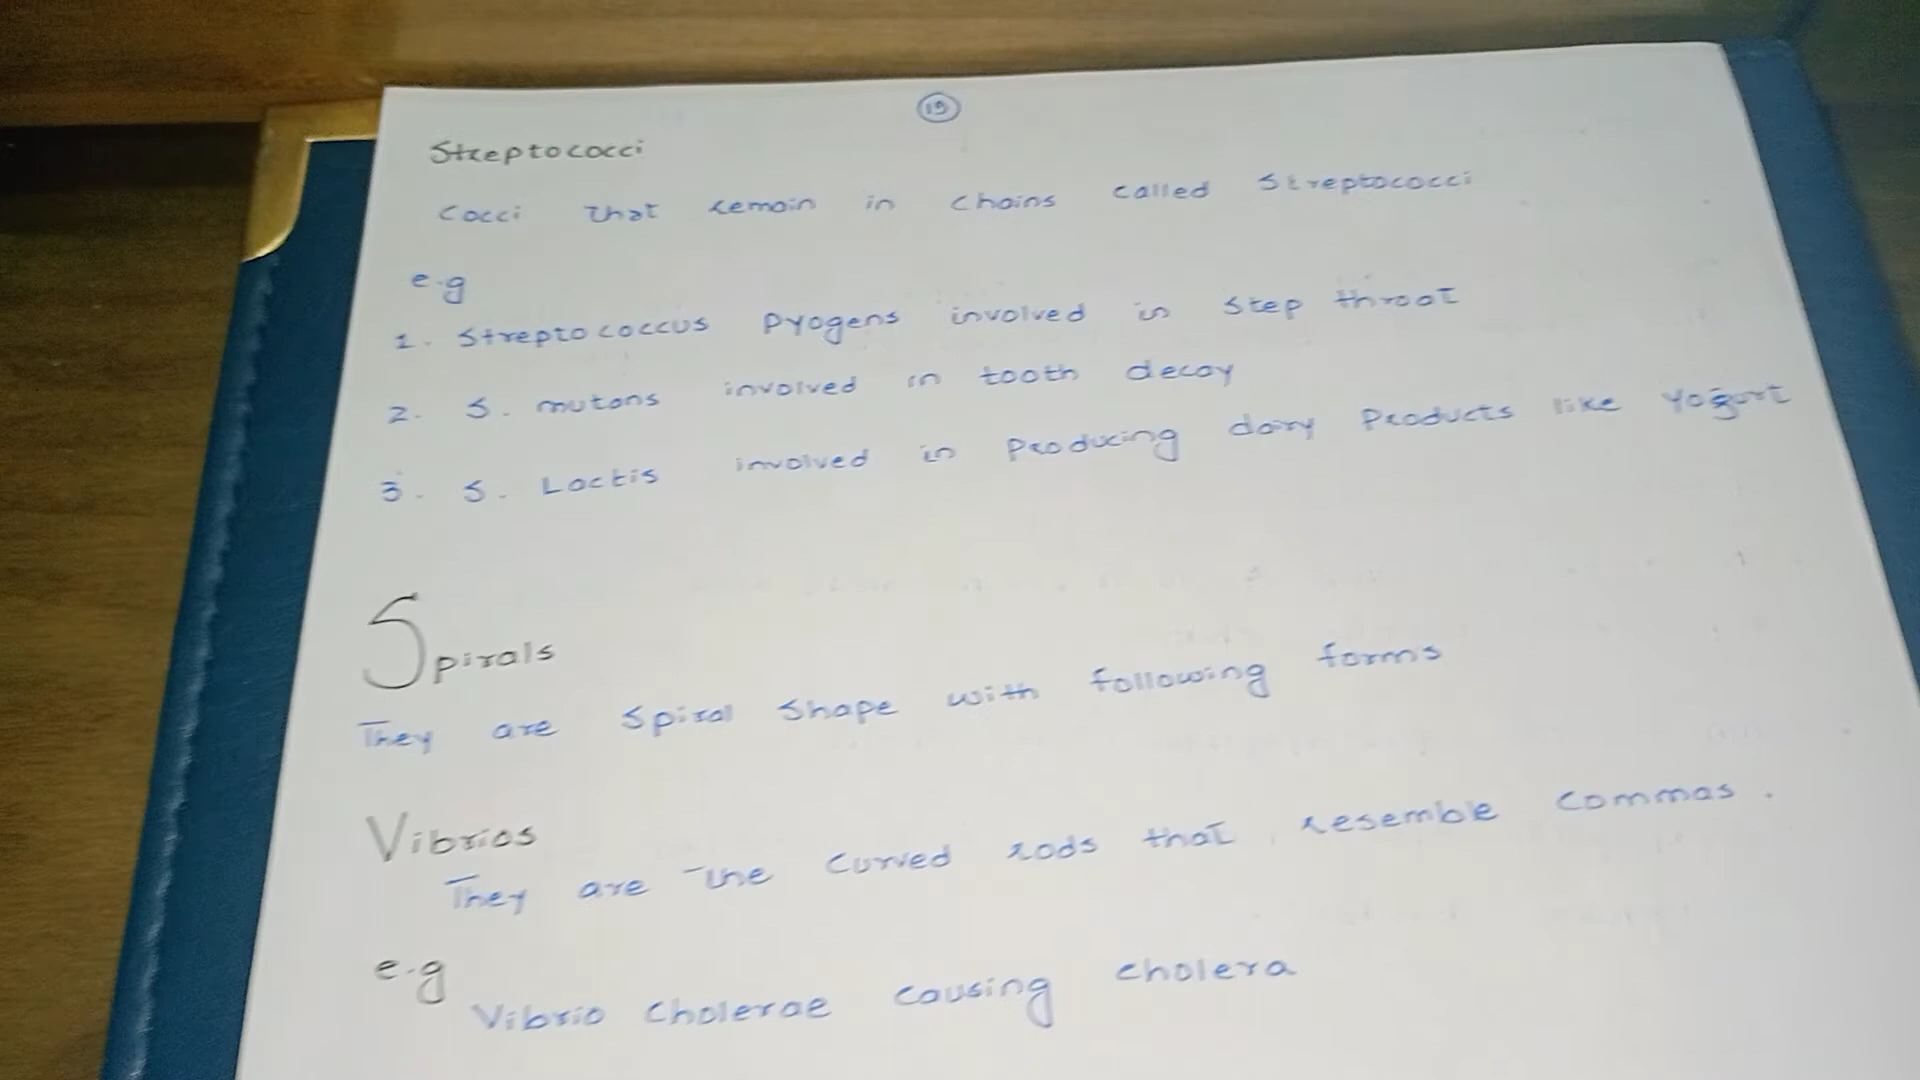 19
Streptococci
Cocci that remain in chains called Streptococci
e.g
1. Streptococcus Pyogens involved in Step throat
2. S. mutans involved in tooth decay
3. S. Lactis involved in Producing dairy Products like Yogurt
Spirals
They are Spiral Shape with following forms
Vibrios
They are the curved rods that resemble commas.
e.g
Vibrio Cholerae causing cholera